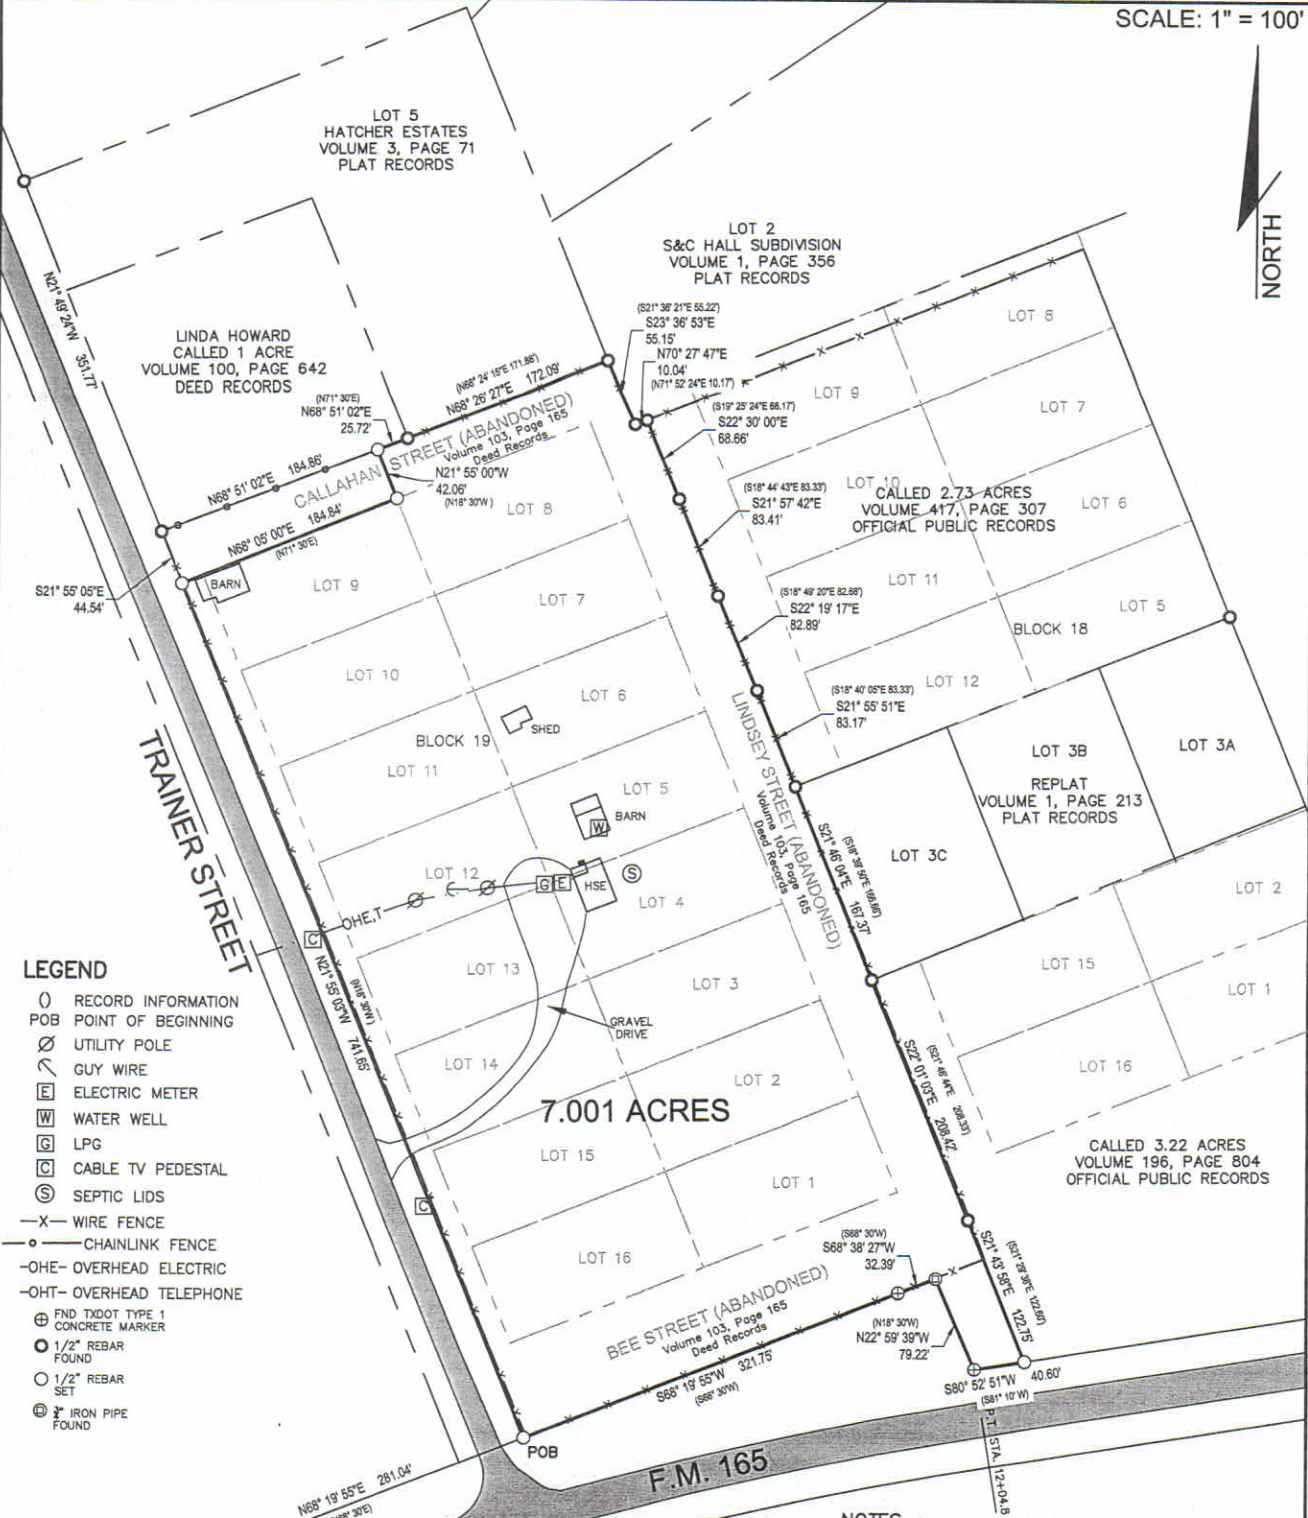 SCALE: 1" = 100'
NORTH
LOT 5
HATCHER ESTATES
VOLUME 3, PAGE 71
PLAT RECORDS
LOT 2
S&C HALL SUBDIVISION
VOLUME 1, PAGE 356
PLAT RECORDS
N21° 49' 24"W 351.77'
LINDA HOWARD
CALLED 1 ACRE
VOLUME 100, PAGE 642
DEED RECORDS
(S21° 36' 21"E 55.22')
S23° 36' 53"E
55.15'
N70° 27' 47"E
10.04'
(N71° 52' 24"E 10.17')
(N68° 24' 15"E 171.88')
N68° 26' 27"E 172.09'
(N71° 30'E)
N68° 51' 02"E
25.72'
N68° 51' 02"E 184.86'
CALLAHAN STREET (ABANDONED)
Volume 103, Page 165
Deed Records
N21° 55' 00"W
42.06'
(N18° 30'W)
N68° 05' 00"E 184.84'
(N71° 30'E)
S21° 55' 05"E
44.54'
BARN
(S19° 25' 24"E 68.17')
S22° 30' 00"E
68.66'
(S18° 44' 43"E 83.33')
S21° 57' 42"E
83.41'
(S18° 49' 20"E 82.68')
S22° 19' 17"E
82.89'
(S18° 40' 05"E 83.33')
S21° 55' 51"E
83.17'
LOT 8
LOT 9
LOT 7
LOT 10
CALLED 2.73 ACRES
VOLUME 417, PAGE 307
OFFICIAL PUBLIC RECORDS
LOT 6
LOT 11
LOT 5
BLOCK 18
LOT 12
LOT 3A
LOT 3B
REPLAT
VOLUME 1, PAGE 213
PLAT RECORDS
LOT 3C
LOT 2
LOT 15
LOT 1
LOT 16
CALLED 3.22 ACRES
VOLUME 196, PAGE 804
OFFICIAL PUBLIC RECORDS
LOT 8
LOT 9
LOT 7
LOT 10
LOT 6
SHED
BLOCK 19
LOT 11
LOT 5
BARN
W
LOT 12
OHE,T
G
E
HSE
S
LOT 4
C
LOT 13
LOT 3
GRAVEL
DRIVE
LOT 14
LOT 2
7.001 ACRES
LOT 15
LOT 1
C
LOT 16
TRAINER STREET
(N18° 30'W)
N21° 55' 03"W 741.65'
LINDSEY STREET (ABANDONED)
Volume 103, Page 165
Deed Records
(S18° 39' 50"E 166.66')
S21° 46' 04"E 167.37'
(S21° 46' 44"E 208.33')
S22° 01' 03"E 208.42'
(S21° 29' 36"E 122.60')
S21° 43' 58"E 122.75'
(S68° 30'W)
S68° 38' 27"W
32.39'
(N18° 30'W)
N22° 59' 39"W
79.22'
S80° 52' 51"W 40.60'
(S81° 10' W)
BEE STREET (ABANDONED)
Volume 103, Page 165
Deed Records
S68° 19' 55"W 321.75'
(S68° 30'W)
POB
F.M. 165
P.T. STA. 12+04.8
N68° 19' 55"E 281.04'
LEGEND
() RECORD INFORMATION
POB POINT OF BEGINNING
UTILITY POLE
GUY WIRE
E ELECTRIC METER
W WATER WELL
G LPG
C CABLE TV PEDESTAL
S SEPTIC LIDS
—X— WIRE FENCE
CHAINLINK FENCE
-OHE- OVERHEAD ELECTRIC
-OHT- OVERHEAD TELEPHONE
FND TXDOT TYPE 1
CONCRETE MARKER
1/2" REBAR
FOUND
1/2" REBAR
SET
IRON PIPE
FOUND
NOTES